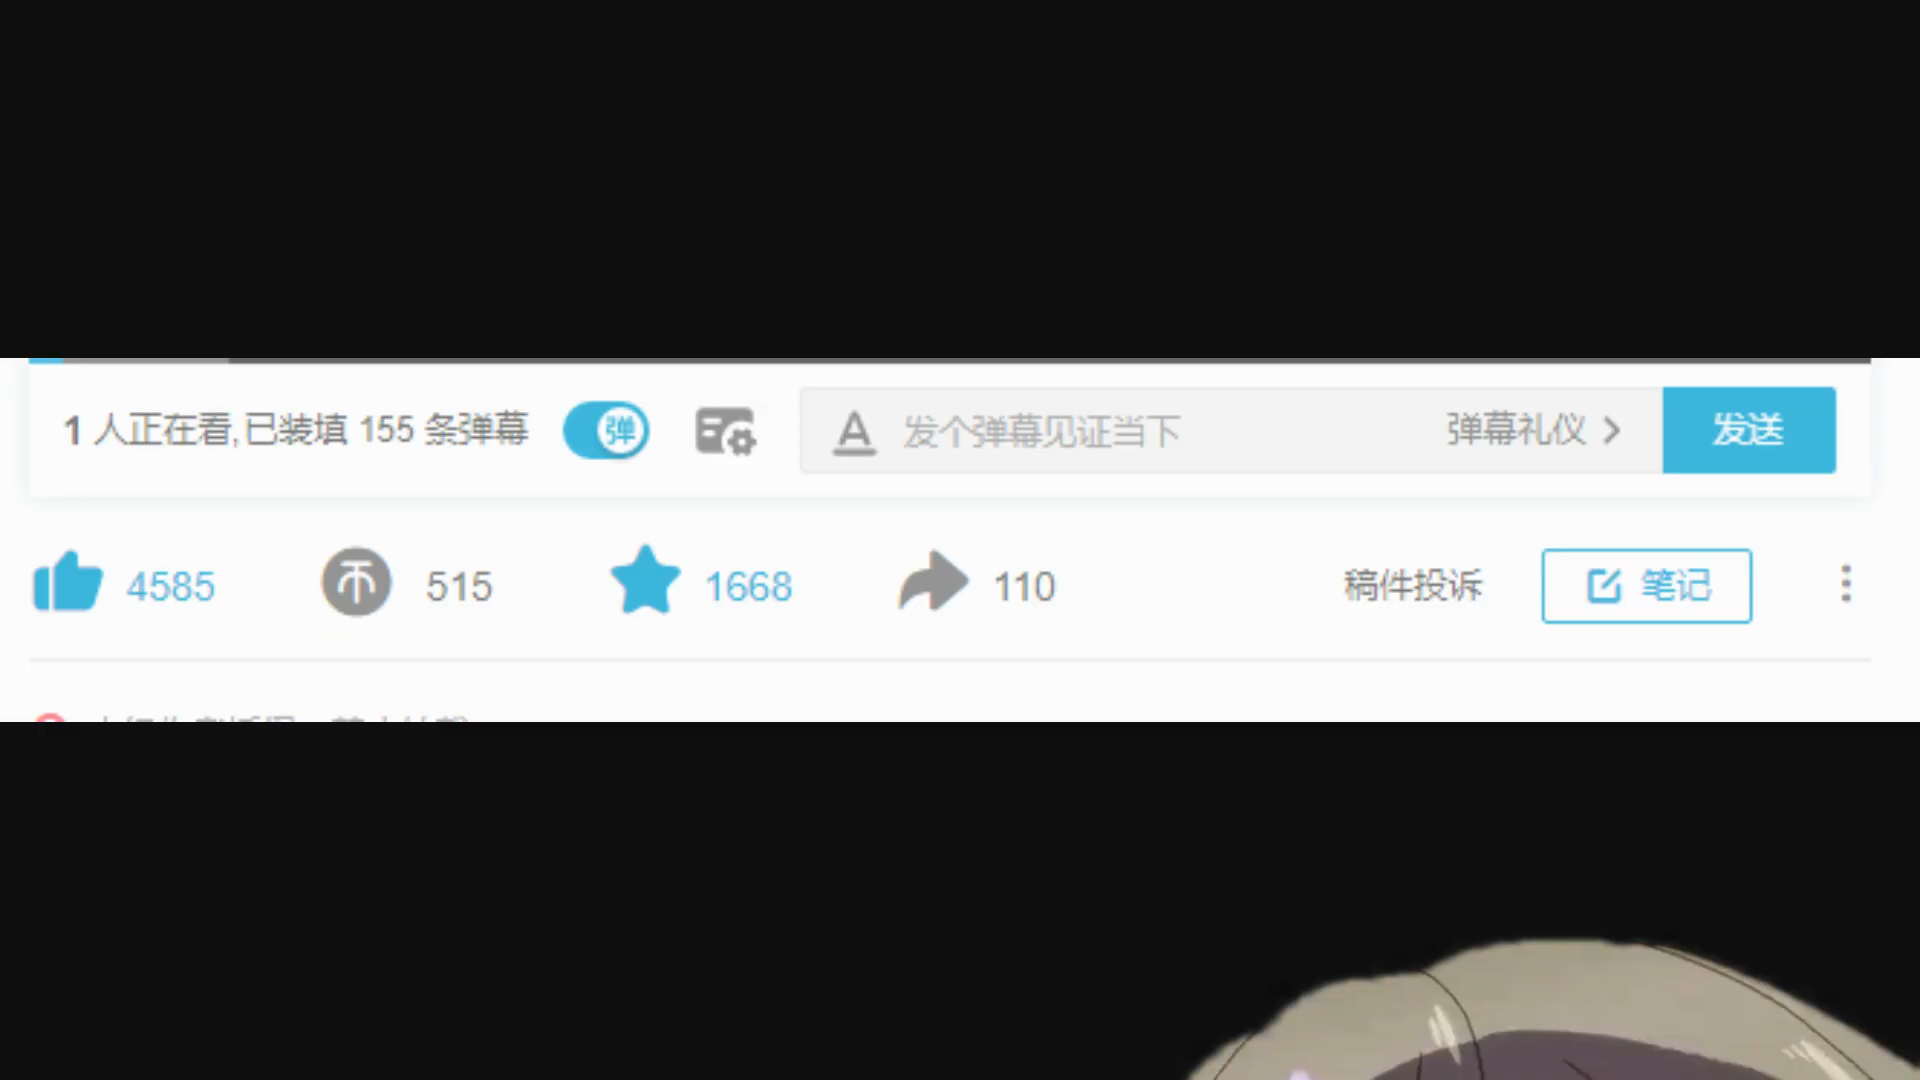 1 人正在看,已装填 155 条弹幕 弹 A 发个弹幕见证当下 弹幕礼仪 > 发送
4585 币 515 1668 110 稿件投诉 笔记